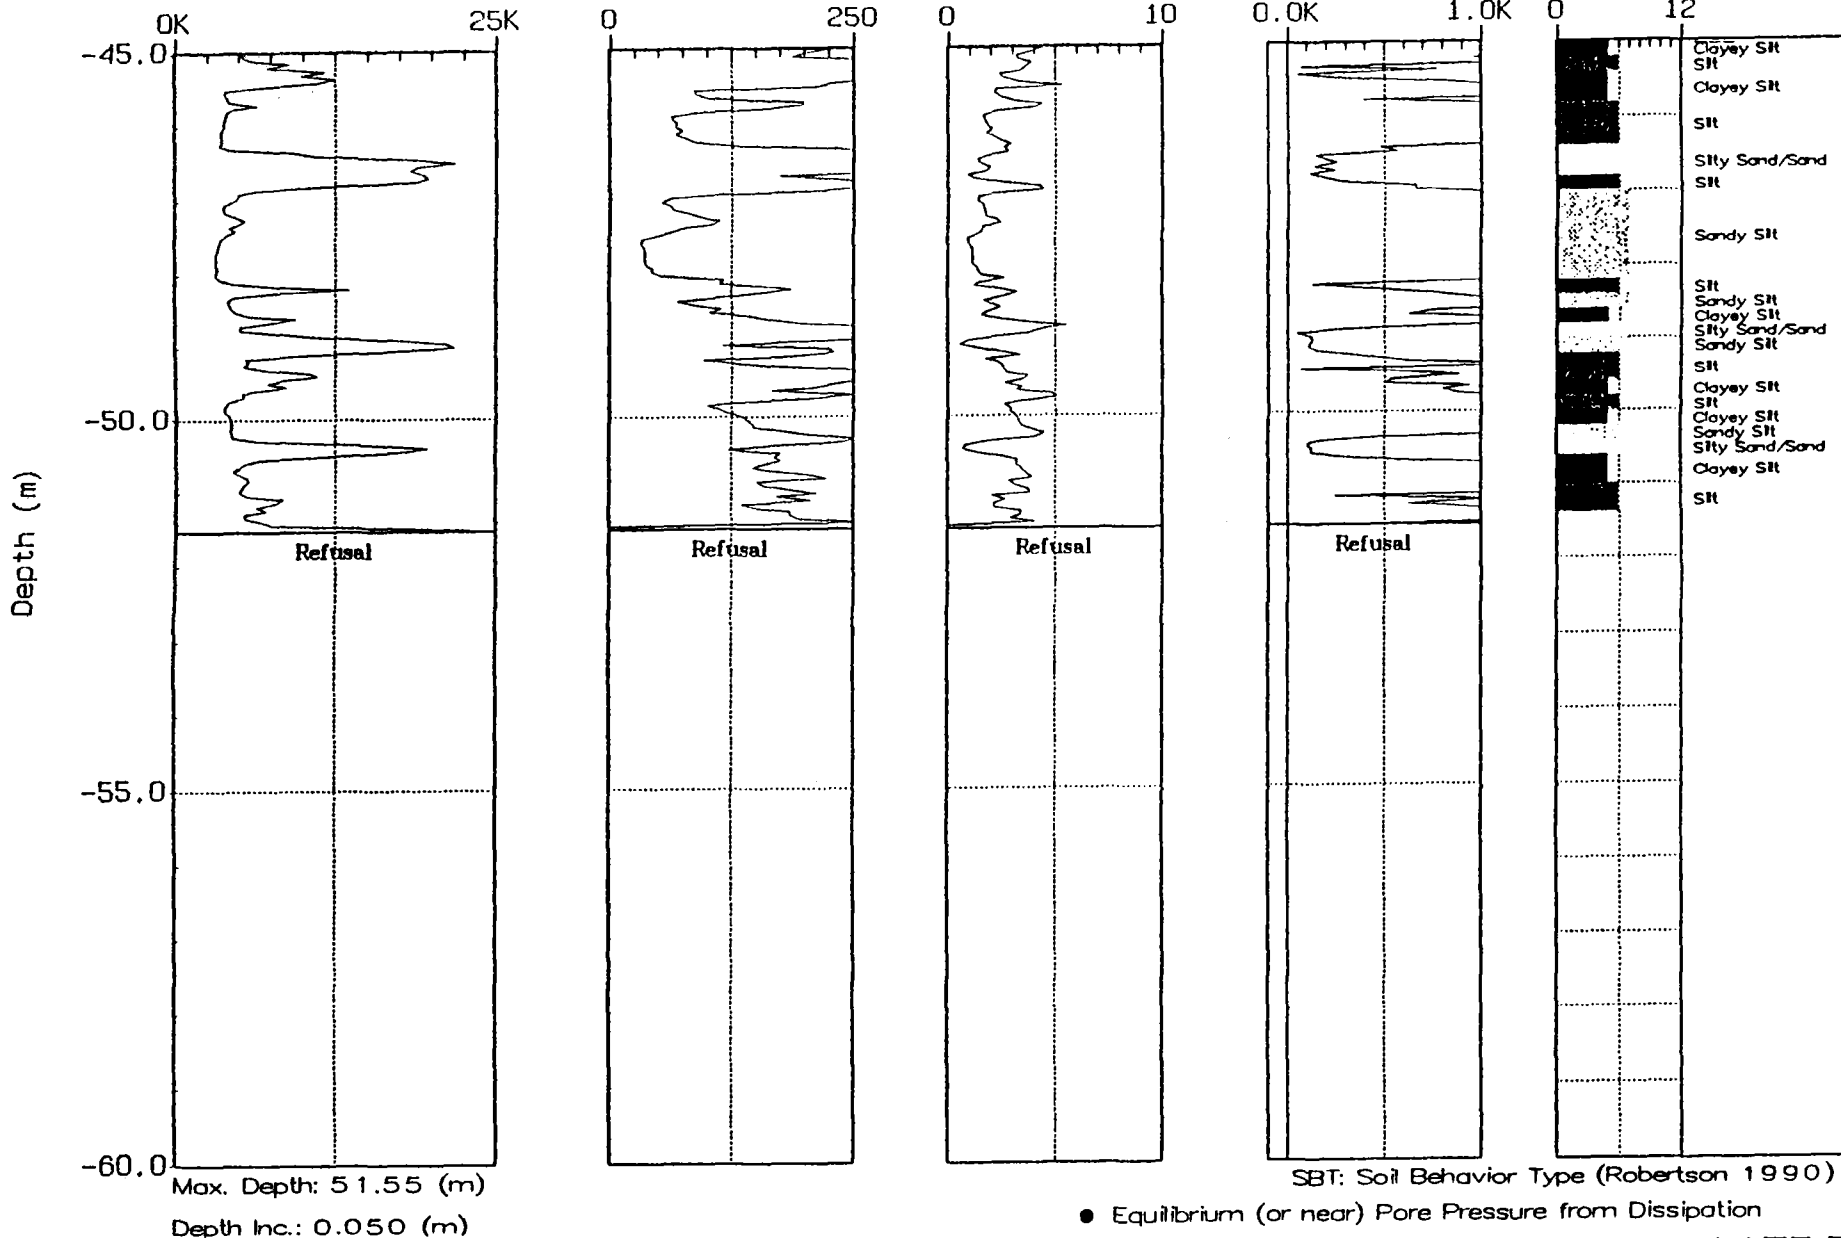 0K 25K 0 250 0 10 0.0K 1.0K 0 12
-45.0
Clayey Silt
Silt
Clayey Silt
Silt
Silty Sand/Sand
Silt
Sandy Silt
Silt
Sandy Silt
Clayey Silt
Silty Sand/Sand
Sandy Silt
Silt
Clayey Silt
Silt
-50.0
Clayey Silt
Sandy Silt
Silty Sand/Sand
Clayey Silt
Silt
Depth (m)
Refusal Refusal Refusal Refusal
-55.0
-60.0
Max. Depth: 51.55 (m)
Depth Inc.: 0.050 (m)
SBT: Soil Behavior Type (Robertson 1990)
● Equilibrium (or near) Pore Pressure from Dissipation